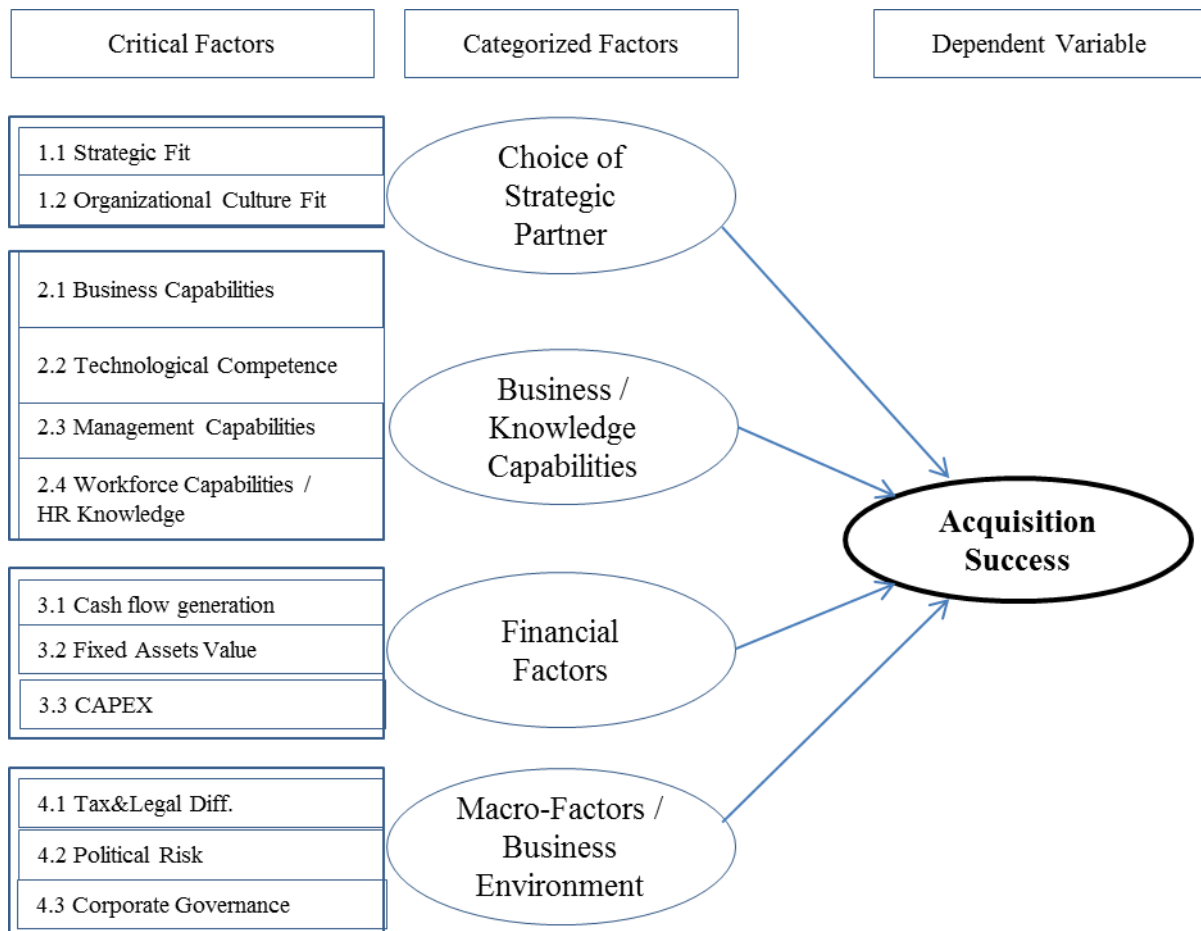 Critical Factors
Categorized Factors
Dependent Variable
1.1 Strategic Fit
1.2 Organizational Culture Fit
Choice of
Strategic
Partner
2.1 Business Capabilities
2.2 Technological Competence
2.3 Management Capabilities
2.4 Workforce Capabilities /
HR Knowledge
Business /
Knowledge
Capabilities
Acquisition
Success
3.1 Cash flow generation
3.2 Fixed Assets Value
3.3 CAPEX
Financial
Factors
4.1 Tax&Legal Diff.
4.2 Political Risk
4.3 Corporate Governance
Macro-Factors /
Business
Environment